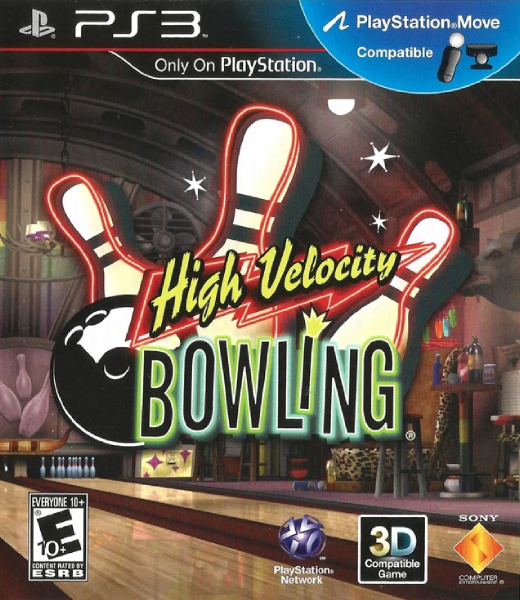 PS3
PlayStation®Move
Compatible
Only On PlayStation®
High Velocity
BOWLING®
EVERYONE 10+
E
10+
CONTENT RATED BY
ESRB
PlayStation®
Network
3D
Compatible
Game
SONY
COMPUTER
ENTERTAINMENT®